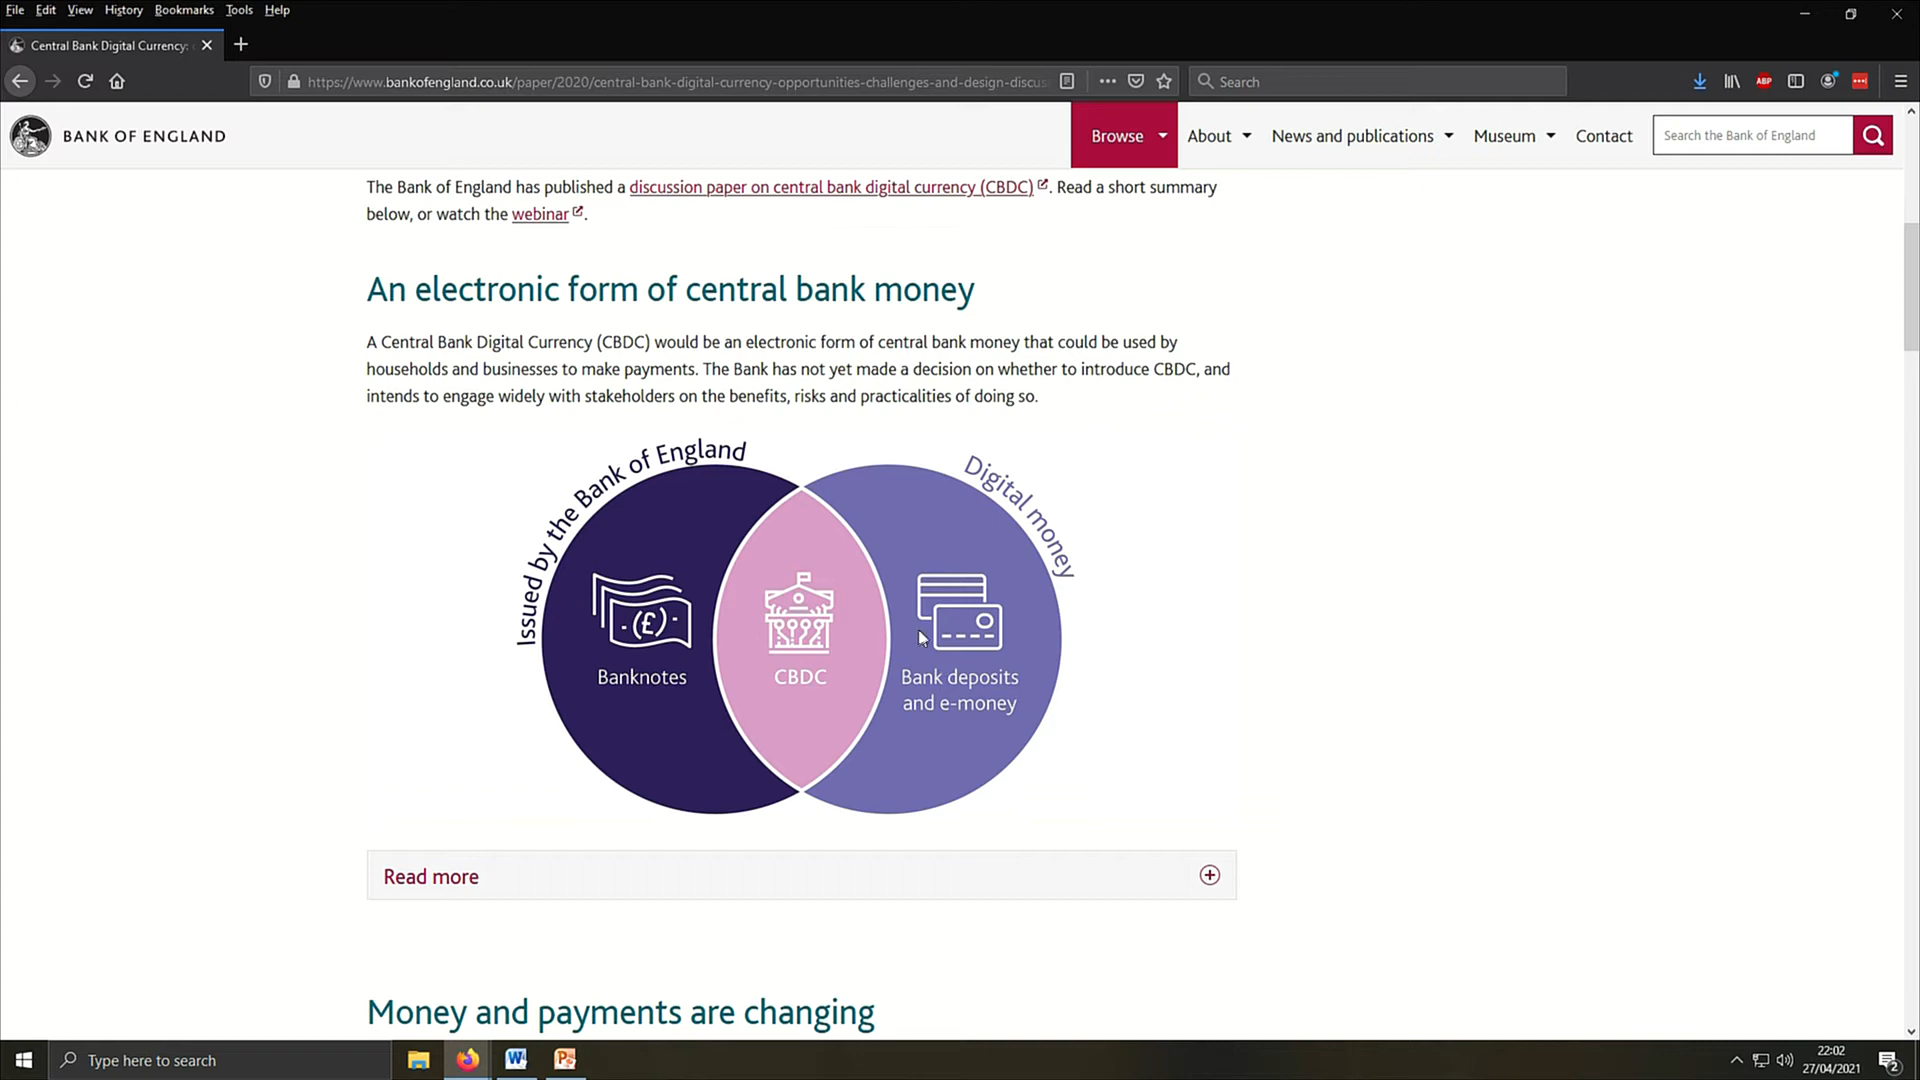 File Edit View History Bookmarks Tools Help
Central Bank Digital Currency:
https://www.bankofengland.co.uk/paper/2020/central-bank-digital-currency-opportunities-challenges-and-design-discus
Search
ABP
BANK OF ENGLAND
Browse About News and publications Museum Contact Search the Bank of England
The Bank of England has published a discussion paper on central bank digital currency (CBDC). Read a short summary
below, or watch the webinar.
An electronic form of central bank money
A Central Bank Digital Currency (CBDC) would be an electronic form of central bank money that could be used by
households and businesses to make payments. The Bank has not yet made a decision on whether to introduce CBDC, and
intends to engage widely with stakeholders on the benefits, risks and practicalities of doing so.
Issued by the Bank of England
Digital money
(£)
Banknotes
CBDC
Bank deposits
and e-money
Read more
Money and payments are changing
Type here to search
22:02
27/04/2021
2